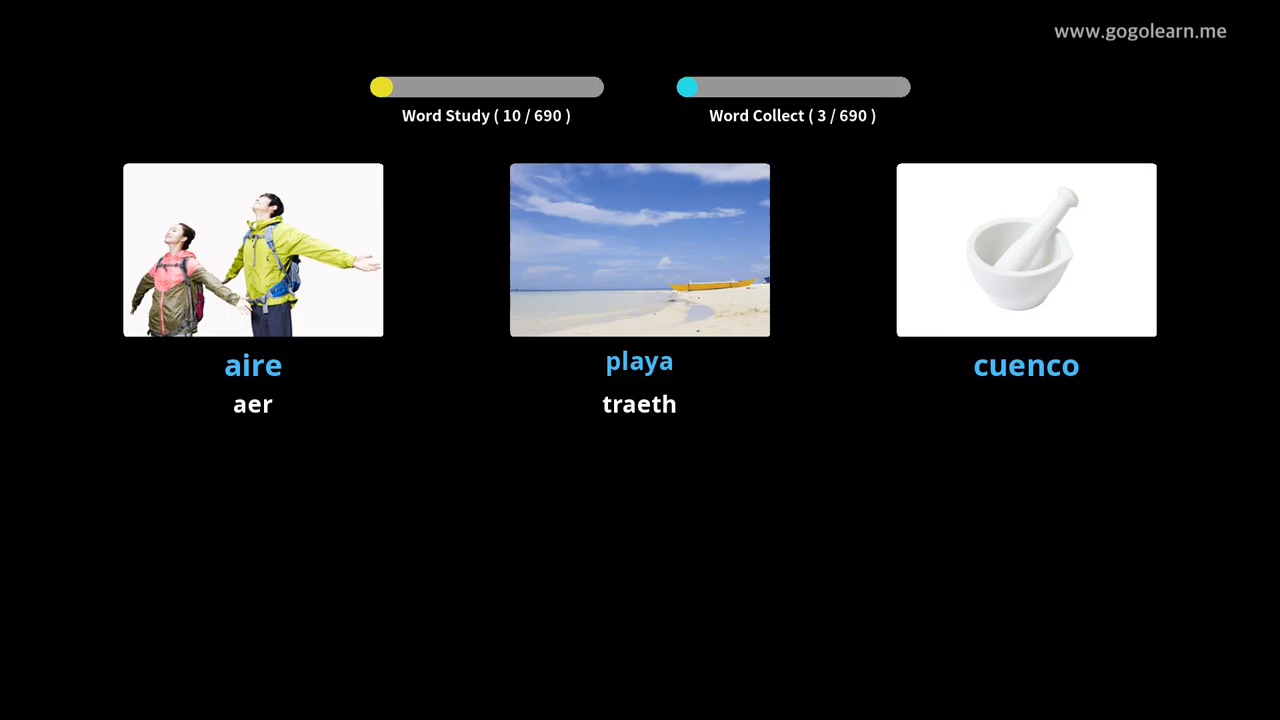 www.gogolearn.me
Word Study ( 10 / 690 )
Word Collect ( 3 / 690 )
aire
aer
playa
traeth
cuenco